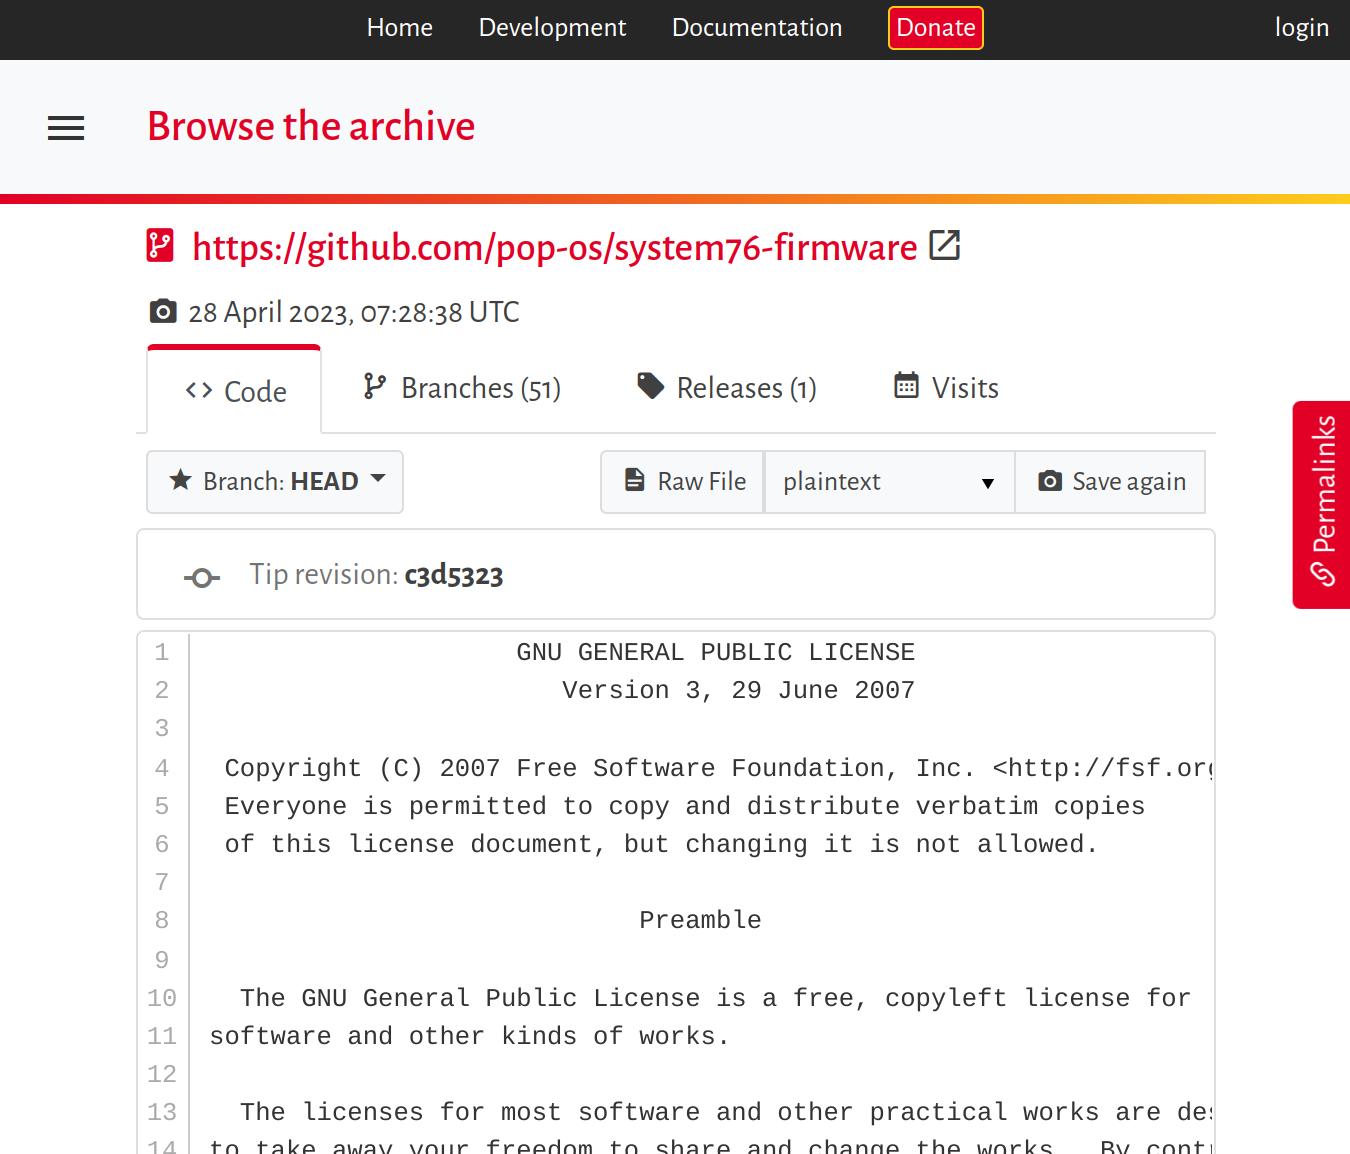 Home Development Documentation Donate login
Browse the archive
https://github.com/pop-os/system76-firmware
28 April 2023, 07:28:38 UTC
Code Branches (51) Releases (1) Visits
Branch: HEAD Raw File plaintext Save again
Permalinks
Tip revision: c3d5323
1 GNU GENERAL PUBLIC LICENSE
2 Version 3, 29 June 2007
3
4 Copyright (C) 2007 Free Software Foundation, Inc. <http://fsf.org
5 Everyone is permitted to copy and distribute verbatim copies
6 of this license document, but changing it is not allowed.
7
8 Preamble
9
10 The GNU General Public License is a free, copyleft license for
11 software and other kinds of works.
12
13 The licenses for most software and other practical works are des
14 to take away your freedom to share and change the works. By contr